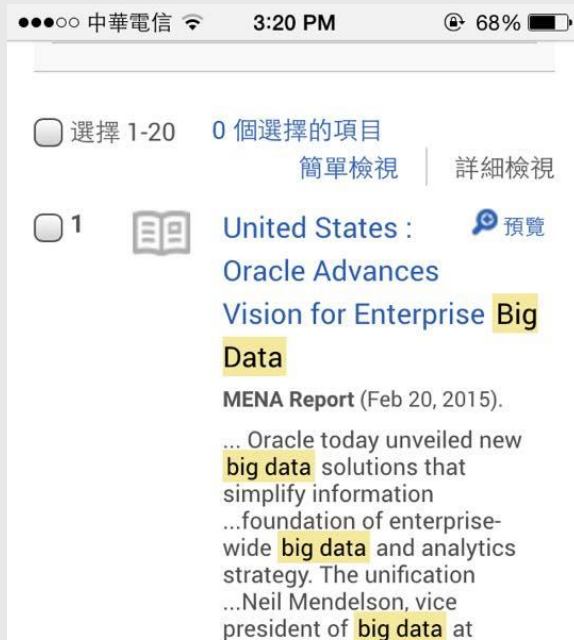 中華電信 3:20 PM 68%
選擇 1-20 0 個選擇的項目
簡單檢視 詳細檢視
1 United States : 預覽
Oracle Advances
Vision for Enterprise Big
Data
MENA Report (Feb 20, 2015).
... Oracle today unveiled new
big data solutions that
simplify information
...foundation of enterprise-
wide big data and analytics
strategy. The unification
...Neil Mendelson, vice
president of big data at